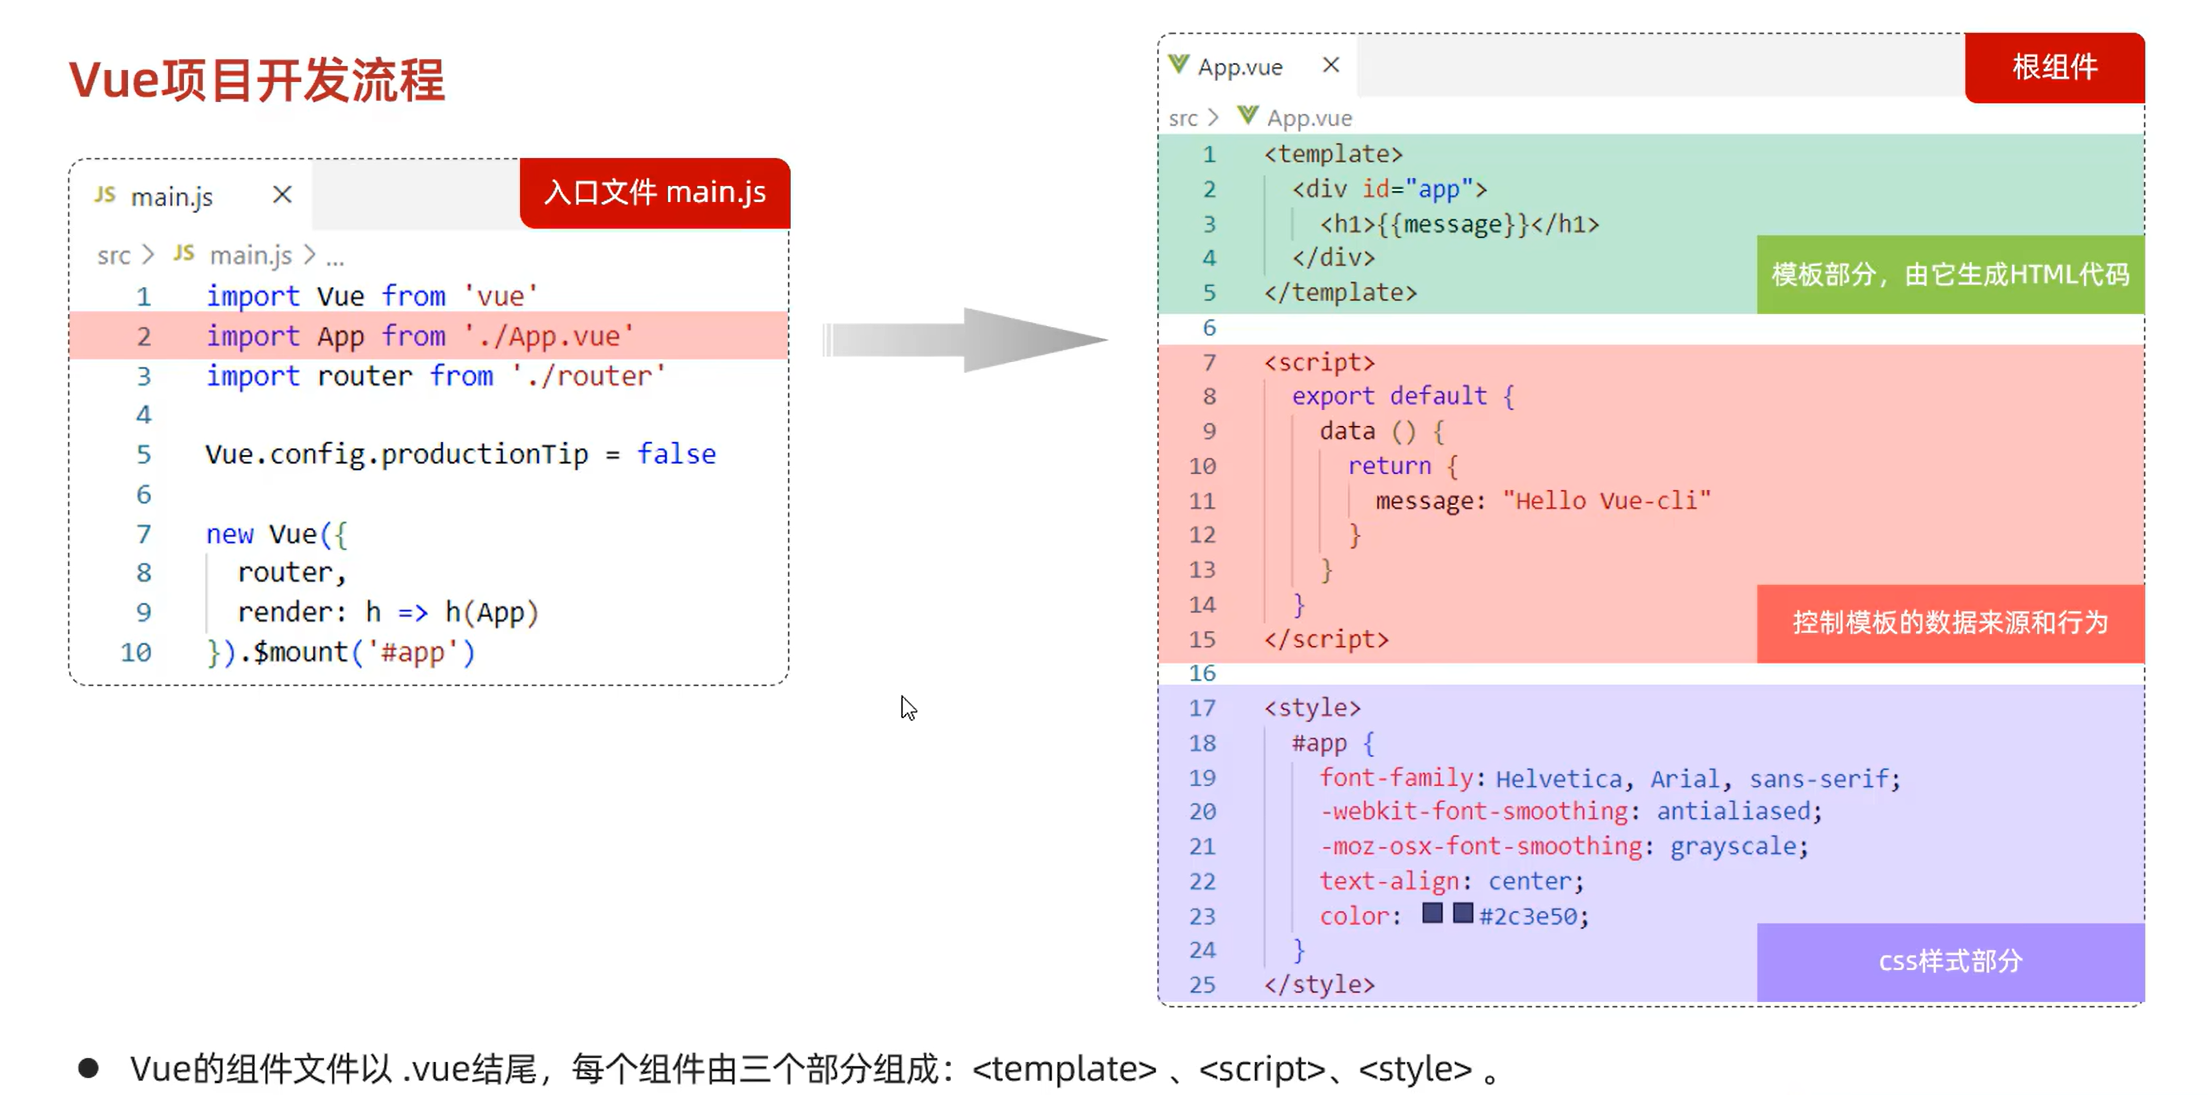 Vue项目开发流程
JS main.js ×
入口文件 main.js
src > JS main.js > ...
1 import Vue from 'vue'
2 import App from './App.vue'
3 import router from './router'
4
5 Vue.config.productionTip = false
6
7 new Vue({
8 router,
9 render: h => h(App)
10 }).$mount('#app')
App.vue ×
根组件
src > App.vue
1 <template>
2 <div id="app">
3 <h1>{{message}}</h1>
4 </div>
5 </template>
模板部分，由它生成HTML代码
6
7 <script>
8 export default {
9 data () {
10 return {
11 message: "Hello Vue-cli"
12 }
13 }
14 }
15 </script>
控制模板的数据来源和行为
16
17 <style>
18 #app {
19 font-family: Helvetica, Arial, sans-serif;
20 -webkit-font-smoothing: antialiased;
21 -moz-osx-font-smoothing: grayscale;
22 text-align: center;
23 color: #2c3e50;
24 }
25 </style>
css样式部分
● Vue的组件文件以 .vue结尾，每个组件由三个部分组成：<template> 、<script>、<style> 。